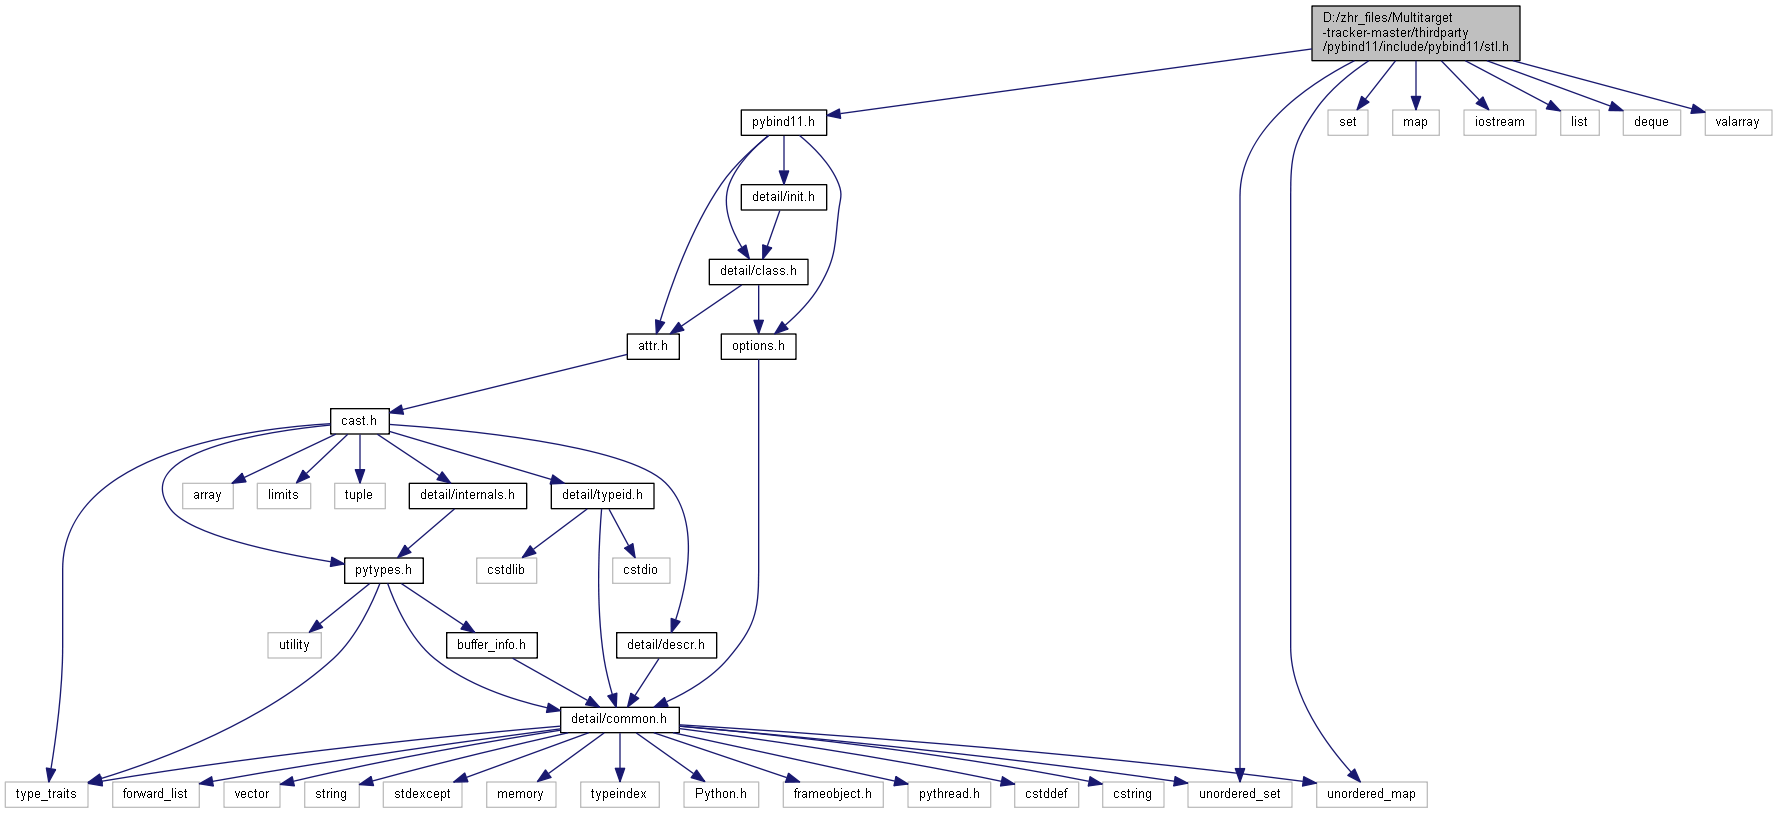 D:/zhr_files/Multitarget
-tracker-master/thirdparty
/pybind11/include/pybind11/stl.h
pybind11.h
set
map
iostream
list
deque
valarray
detail/init.h
detail/class.h
attr.h
options.h
cast.h
array
limits
tuple
detail/internals.h
detail/typeid.h
pytypes.h
cstdlib
cstdio
utility
buffer_info.h
detail/descr.h
detail/common.h
type_traits
forward_list
vector
string
stdexcept
memory
typeindex
Python.h
frameobject.h
pythread.h
cstddef
cstring
unordered_set
unordered_map